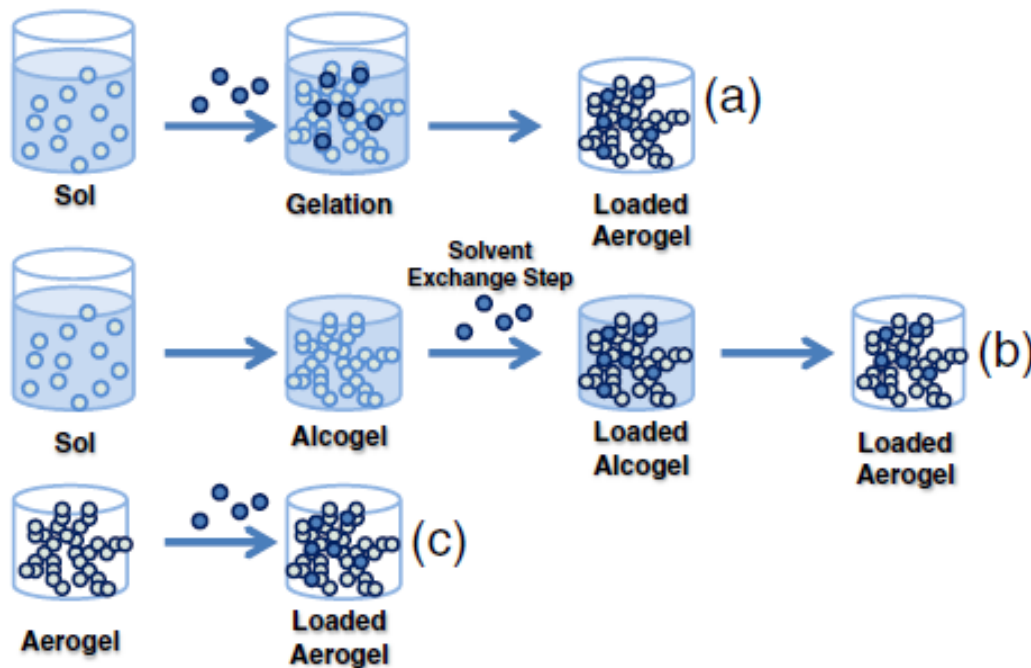 (a)
Sol
Gelation
Loaded
Aerogel
Solvent
Exchange Step
(b)
Sol
Alcogel
Loaded
Alcogel
Loaded
Aerogel
(c)
Aerogel
Loaded
Aerogel